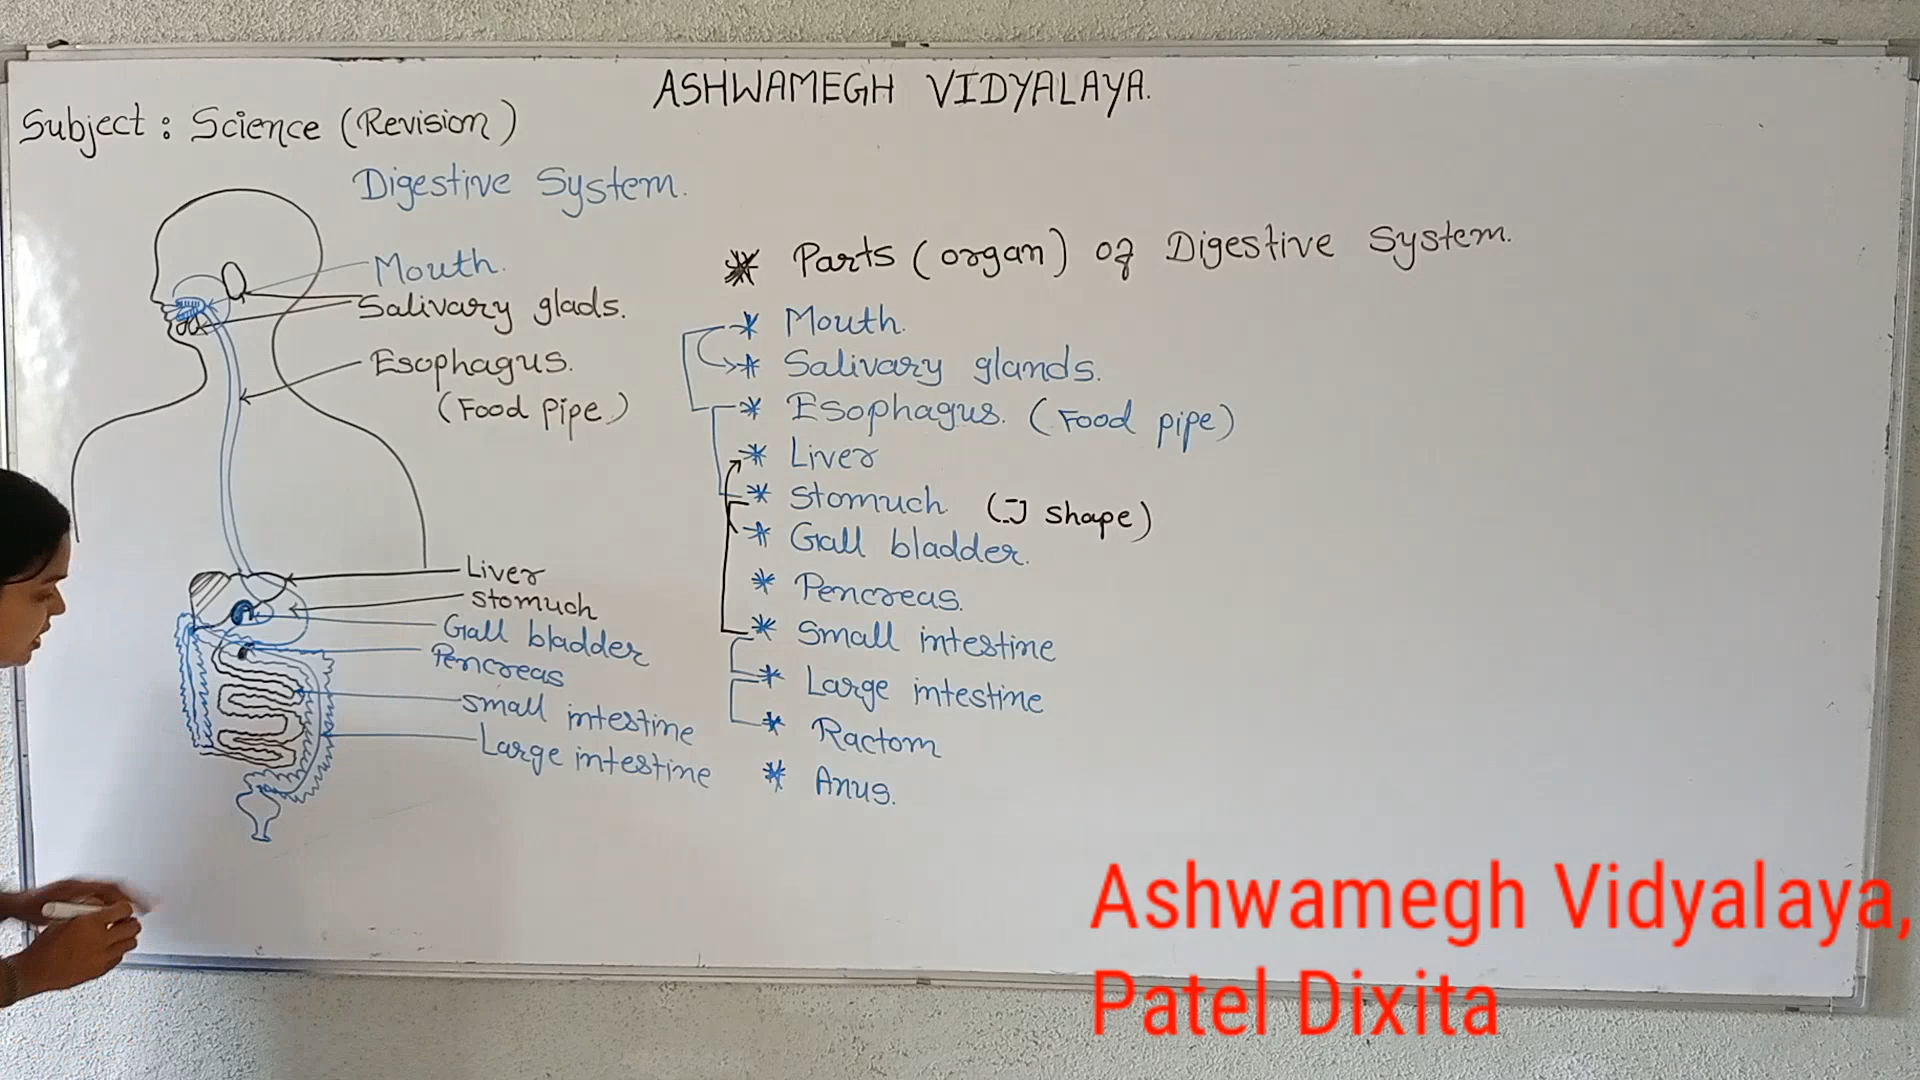 ASHWAMEGH VIDYALAYA.
Subject : Science (Revision)
Digestive System.
Mouth.
Salivary glads.
Esophagus.
(Food pipe)
Liver
Stomuch
Gall bladder
Pencreas
Small intestine
Large intestine
* Parts (organ) of Digestive System.
* Mouth.
* Salivary glands.
* Esophagus. (Food pipe)
* Liver
* Stomuch (J shape)
* Gall bladder.
* Pencreas.
* Small intestine
* Large intestine
* Ractom
* Anus.
Ashwamegh Vidyalaya,
Patel Dixita